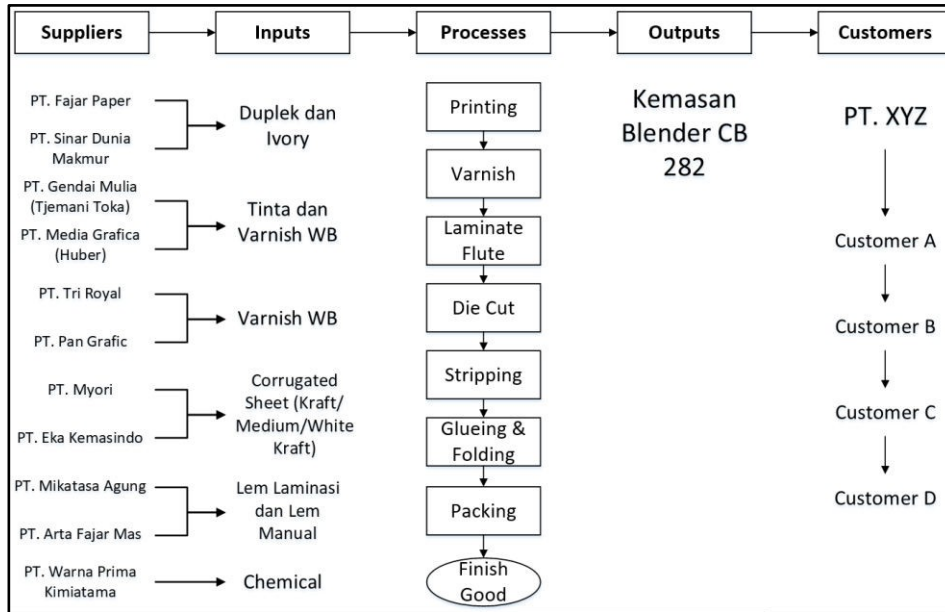 Suppliers
Inputs
Processes
Outputs
Customers
PT. Fajar Paper
PT. Sinar Dunia
Makmur
PT. Gendai Mulia
(Tjemani Toka)
PT. Media Grafica
(Huber)
PT. Tri Royal
PT. Pan Grafic
PT. Myori
PT. Eka Kemasindo
PT. Mikatasa Agung
PT. Arta Fajar Mas
PT. Warna Prima
Kimiatama
Duplek dan
Ivory
Tinta dan
Varnish WB
Varnish WB
Corrugated
Sheet (Kraft/
Medium/White
Kraft)
Lem Laminasi
dan Lem
Manual
Chemical
Printing
Varnish
Laminate
Flute
Die Cut
Stripping
Glueing &
Folding
Packing
Finish
Good
Kemasan
Blender CB
282
PT. XYZ
Customer A
Customer B
Customer C
Customer D